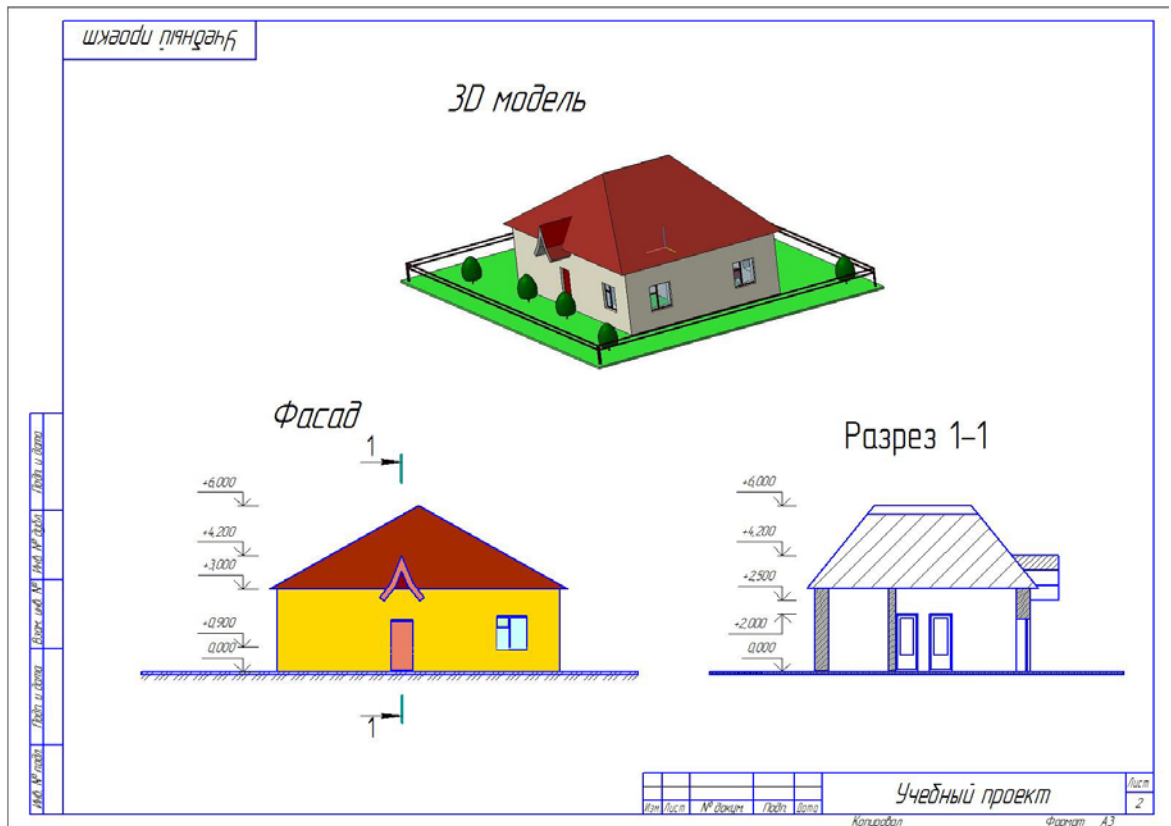 Учебный проект
3D модель
Фасад
1
+6,000
+4,200
+3,000
+0,900
0,000
1
Разрез 1-1
+6,000
+4,200
+2,500
+2,000
0,000
Подп. и дата
Инв. № дубл.
Взам. инв. №
Подп. и дата
Инв. № подл.
Изм. Лист № докум. Подп. Дата
Учебный проект
Лист
2
Копировал Формат А3